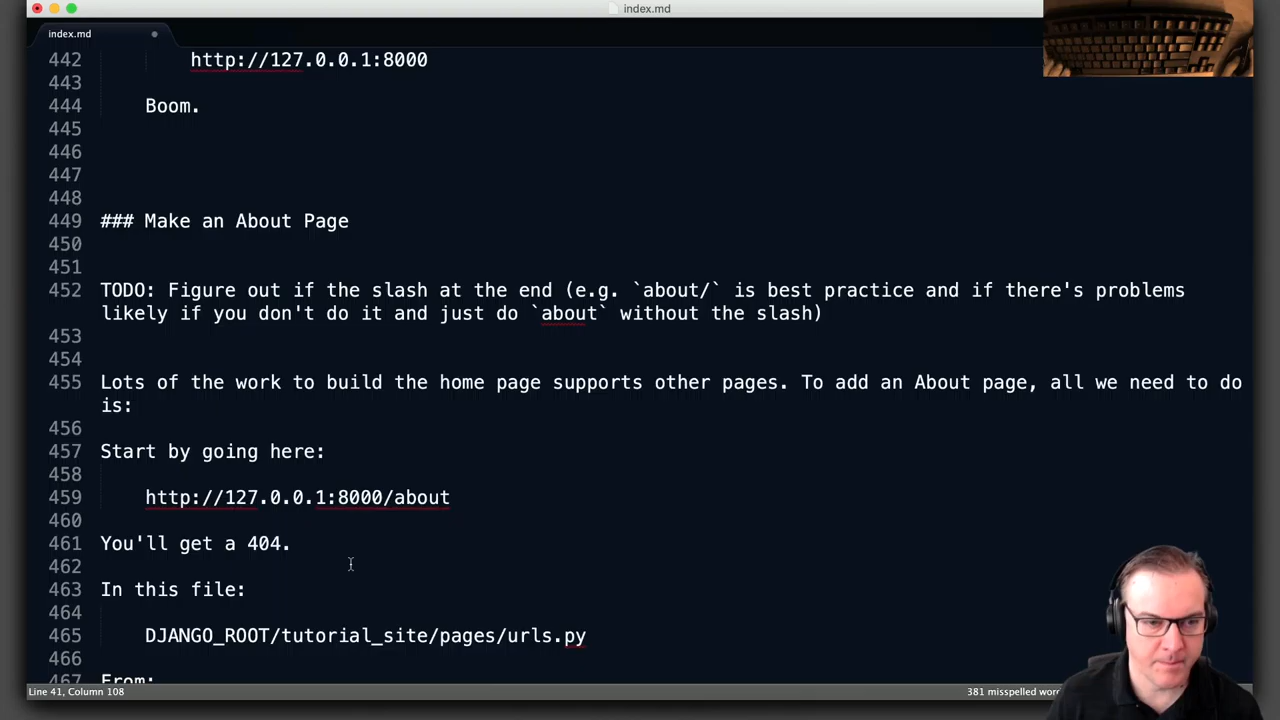 index.md
index.md
442 http://127.0.0.1:8000
443
444 Boom.
445
446
447
448
449 ### Make an About Page
450
451
452 TODO: Figure out if the slash at the end (e.g. `about/` is best practice and if there's problems
likely if you don't do it and just do `about` without the slash)
453
454
455 Lots of the work to build the home page supports other pages. To add an About page, all we need to do
is:
456
457 Start by going here:
458
459 http://127.0.0.1:8000/about
460
461 You'll get a 404.
462
463 In this file:
464
465 DJANGO_ROOT/tutorial_site/pages/urls.py
466
467 From:
Line 41, Column 108
381 misspelled